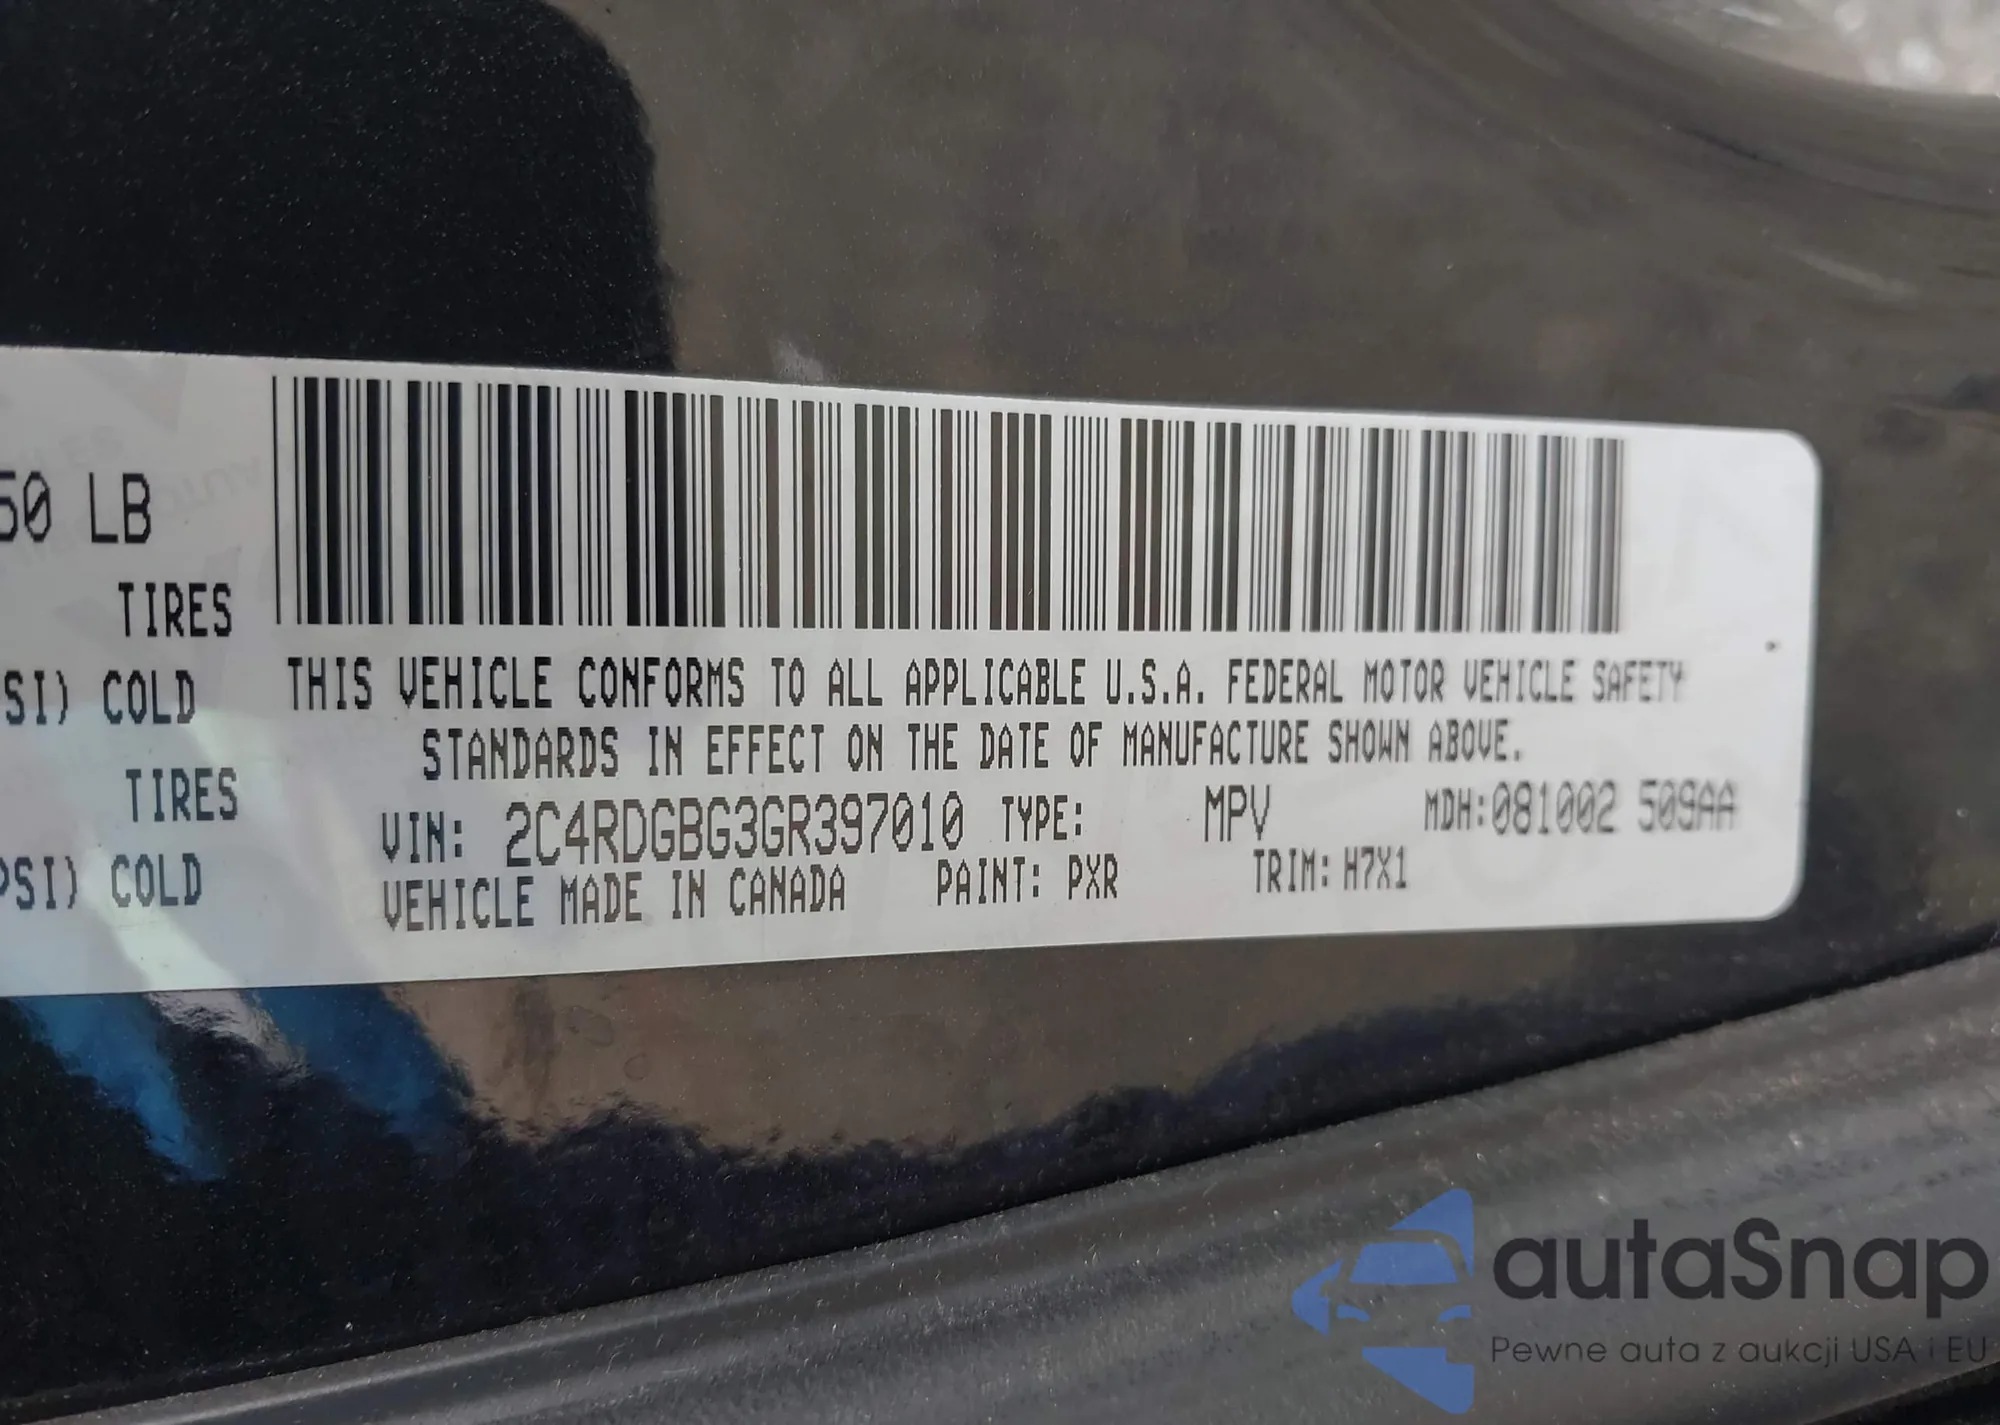 50 LB
TIRES
SI) COLD
TIRES
PSI) COLD
THIS VEHICLE CONFORMS TO ALL APPLICABLE U.S.A. FEDERAL MOTOR VEHICLE SAFETY
STANDARDS IN EFFECT ON THE DATE OF MANUFACTURE SHOWN ABOVE.
VIN: 2C4RDGBG3GR397010 TYPE: MPV MDH:081002 509AA
VEHICLE MADE IN CANADA PAINT: PXR TRIM: H7X1
autaSnap
Pewne auta z aukcji USA i EU